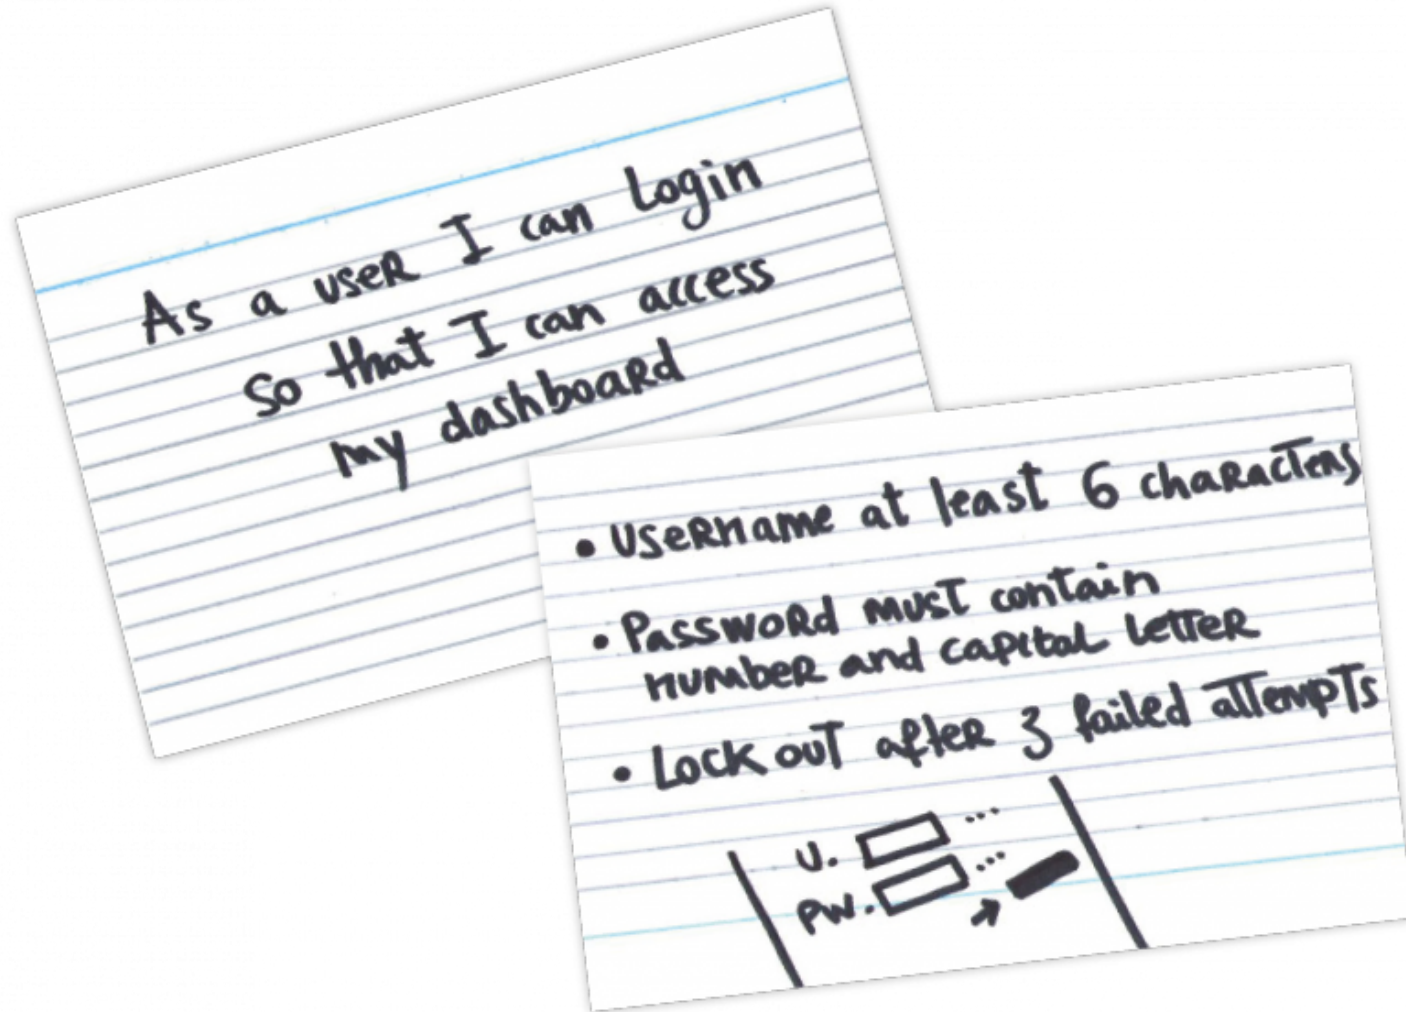 As a user I can Login
So that I can access
my dashboard
• Username at least 6 characters
• Password must contain
number and capital letter
• Lock out after 3 failed attempts
U. ...
PW. ...